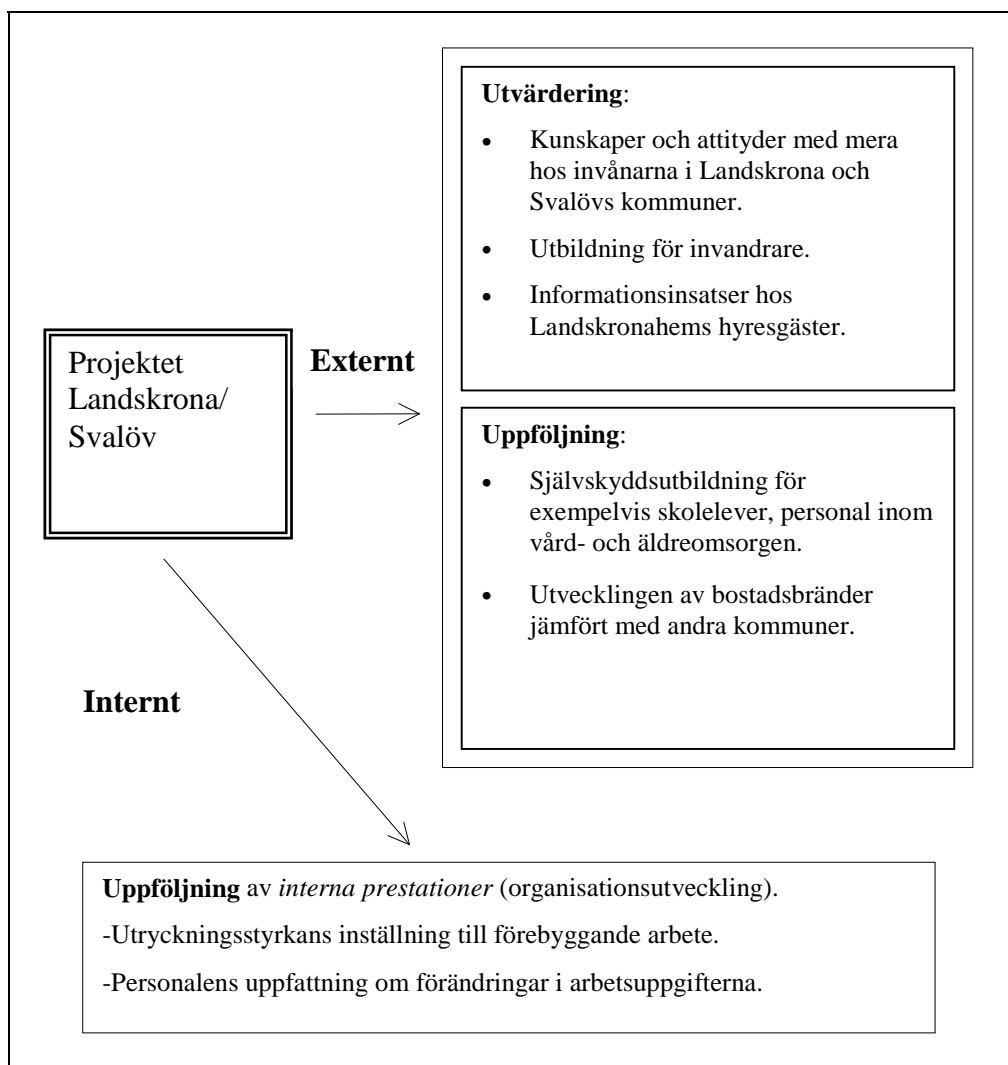 Projektet
Landskrona/
Svalöv
Externt
Utvärdering:
• Kunskaper och attityder med mera
hos invånarna i Landskrona och
Svalövs kommuner.
• Utbildning för invandrare.
• Informationsinsatser hos
Landskronahems hyresgäster.
Uppföljning:
• Självskyddsutbildning för
exempelvis skolelever, personal inom
vård- och äldreomsorgen.
• Utvecklingen av bostadsbränder
jämfört med andra kommuner.
Internt
Uppföljning av interna prestationer (organisationsutveckling).
-Utryckningsstyrkans inställning till förebyggande arbete.
-Personalens uppfattning om förändringar i arbetsuppgifterna.